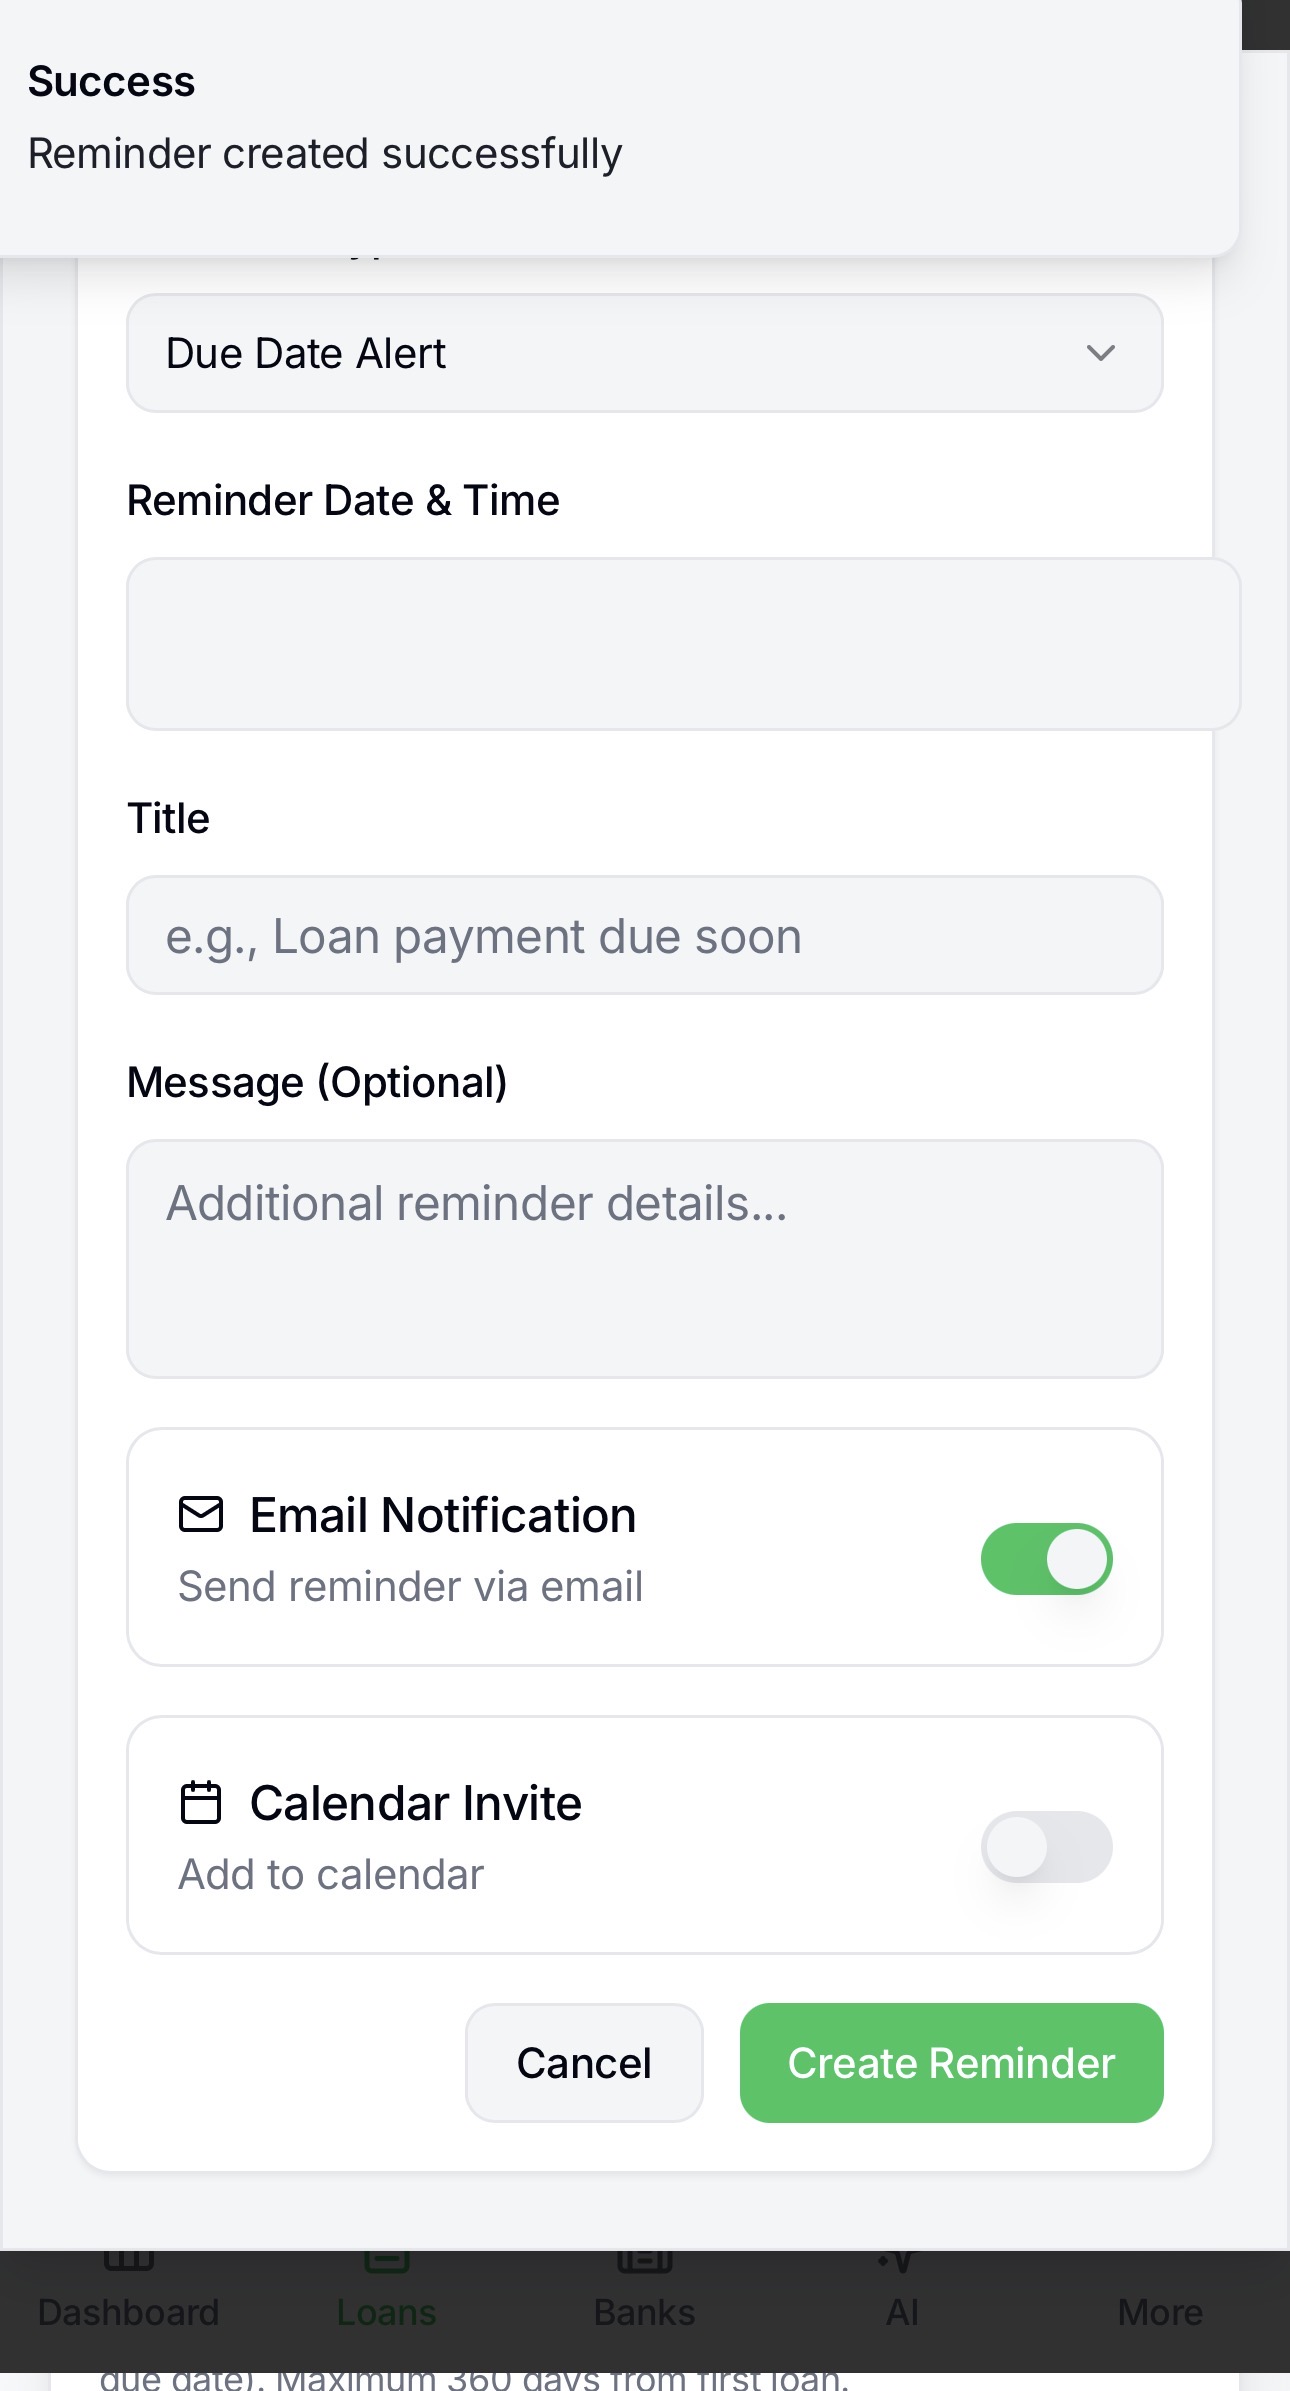 Success
Reminder created successfully
Due Date Alert
Reminder Date & Time
Title
e.g., Loan payment due soon
Message (Optional)
Additional reminder details...
Email Notification
Send reminder via email
Calendar Invite
Add to calendar
Cancel
Create Reminder
Dashboard
Loans
Banks
AI
More
due date). Maximum 360 days from first loan.